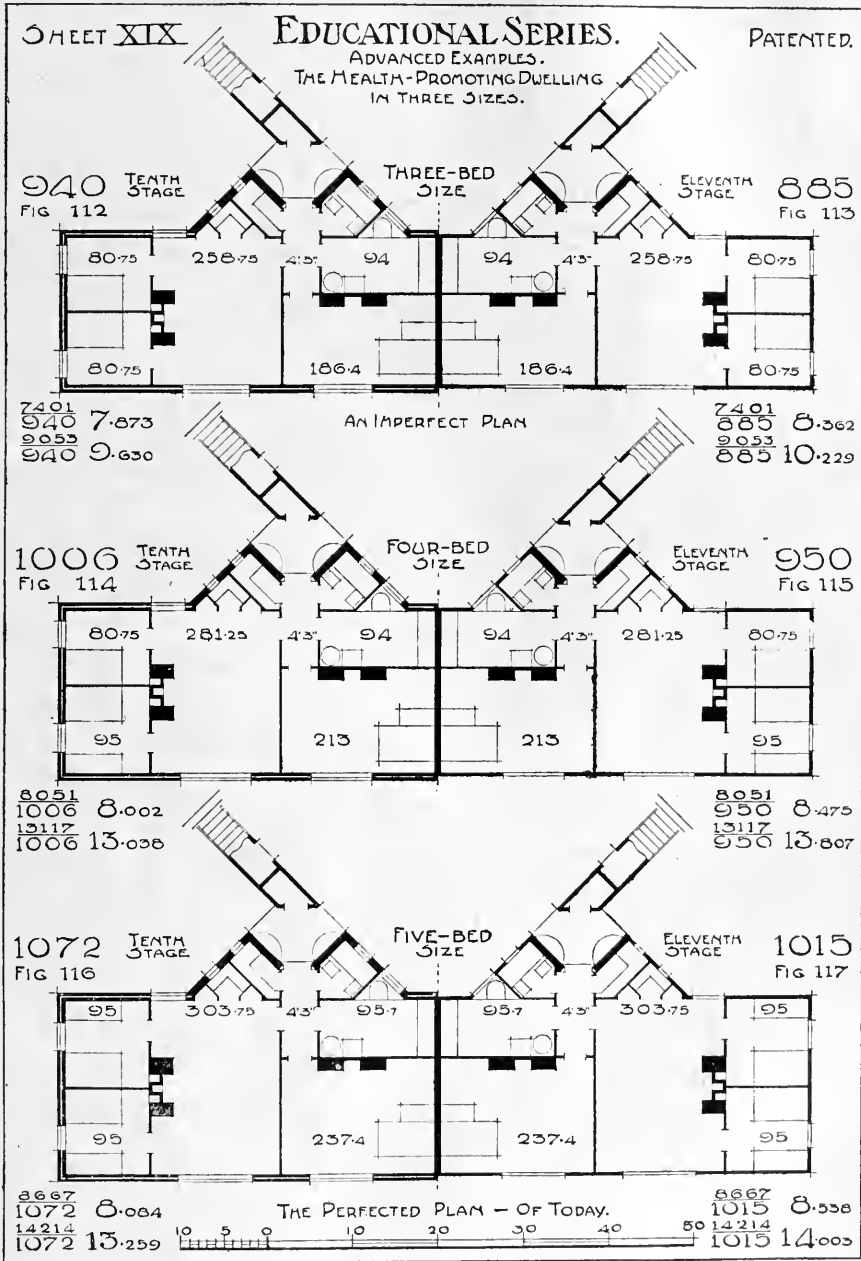 SHEET XIX
EDUCATIONAL SERIES.
PATENTED.
ADVANCED EXAMPLES.
THE HEALTH-PROMOTING DWELLING
IN THREE SIZES.
940 TENTH STAGE
FIG 112
THREE-BED SIZE
ELEVENTH STAGE 885
FIG 113
80.75 258.75 4'3" 94 94 4'3" 258.75 80.75
80.75 186.4 186.4 80.75
7401
940 7.873
9053
940 9.630
AN IMPERFECT PLAN
7401
885 8.362
9053
885 10.229
1006 TENTH STAGE
FIG 114
FOUR-BED SIZE
ELEVENTH STAGE 950
FIG 115
80.75 281.25 4'3" 94 94 4'3" 281.25 80.75
95 213 213 95
8051
1006 8.002
13117
1006 13.038
8051
950 8.475
13117
950 13.807
1072 TENTH STAGE
FIG 116
FIVE-BED SIZE
ELEVENTH STAGE 1015
FIG 117
95 303.75 4'3" 95.7 95.7 4'3" 303.75 95
95 237.4 237.4 95
8667
1072 8.084
14214
1072 13.259
THE PERFECTED PLAN – OF TODAY.
8667
1015 8.538
14214
1015 14.003
10 5 0 10 20 30 40 50